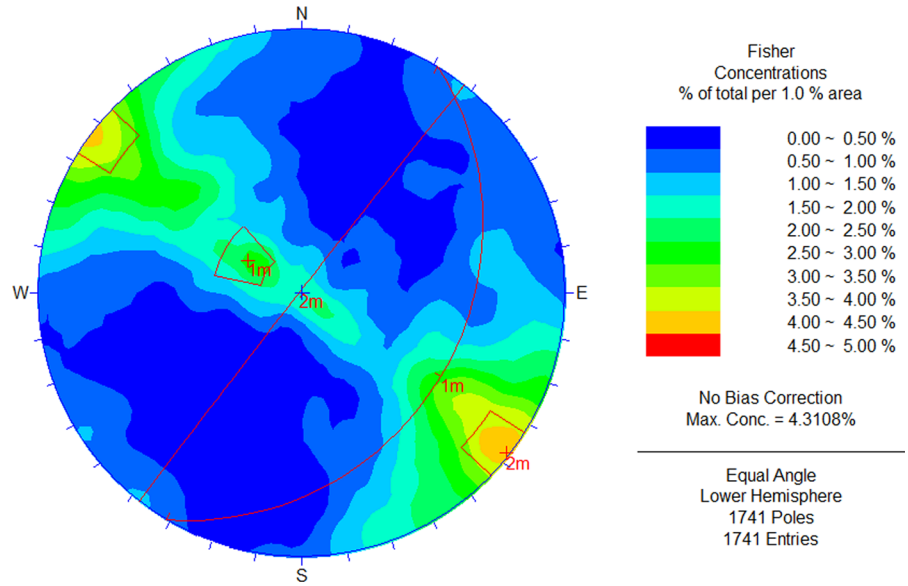 N
W
E
S
1m
2m
1m
2m
Fisher
Concentrations
% of total per 1.0 % area
0.00 ~ 0.50 %
0.50 ~ 1.00 %
1.00 ~ 1.50 %
1.50 ~ 2.00 %
2.00 ~ 2.50 %
2.50 ~ 3.00 %
3.00 ~ 3.50 %
3.50 ~ 4.00 %
4.00 ~ 4.50 %
4.50 ~ 5.00 %
No Bias Correction
Max. Conc. = 4.3108%
Equal Angle
Lower Hemisphere
1741 Poles
1741 Entries